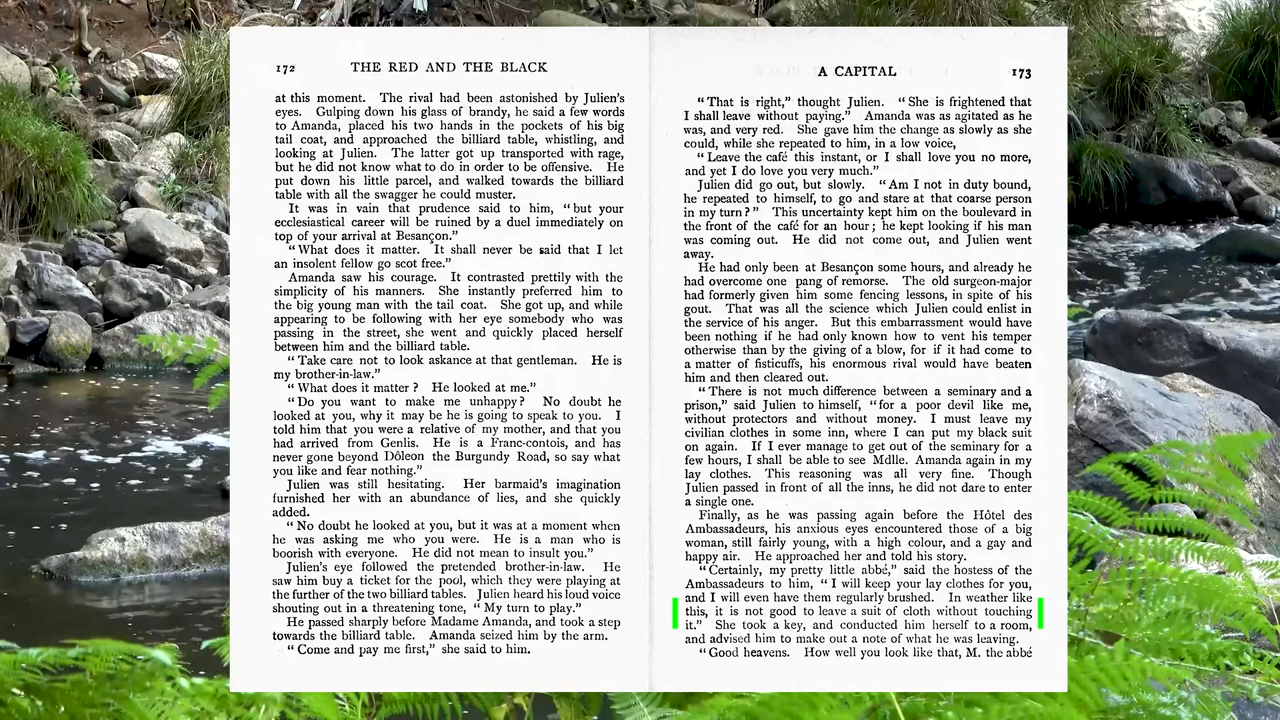 172 THE RED AND THE BLACK
at this moment. The rival had been astonished by Julien's
eyes. Gulping down his glass of brandy, he said a few words
to Amanda, placed his two hands in the pockets of his big
tail coat, and approached the billiard table, whistling, and
looking at Julien. The latter got up transported with rage,
but he did not know what to do in order to be offensive. He
put down his little parcel, and walked towards the billiard
table with all the swagger he could muster.
It was in vain that prudence said to him, “but your
ecclesiastical career will be ruined by a duel immediately on
top of your arrival at Besançon.”
“What does it matter. It shall never be said that I let
an insolent fellow go scot free.”
Amanda saw his courage. It contrasted prettily with the
simplicity of his manners. She instantly preferred him to
the big young man with the tail coat. She got up, and while
appearing to be following with her eye somebody who was
passing in the street, she went and quickly placed herself
between him and the billiard table.
“Take care not to look askance at that gentleman. He is
my brother-in-law.”
“What does it matter? He looked at me.”
“Do you want to make me unhappy? No doubt he
looked at you, why it may be he is going to speak to you. I
told him that you were a relative of my mother, and that you
had arrived from Genlis. He is a Franc-contois, and has
never gone beyond Dôleon the Burgundy Road, so say what
you like and fear nothing.”
Julien was still hesitating. Her barmaid's imagination
furnished her with an abundance of lies, and she quickly
added.
“No doubt he looked at you, but it was at a moment when
he was asking me who you were. He is a man who is
boorish with everyone. He did not mean to insult you.”
Julien's eye followed the pretended brother-in-law. He
saw him buy a ticket for the pool, which they were playing at
the further of the two billiard tables. Julien heard his loud voice
shouting out in a threatening tone, “My turn to play.”
He passed sharply before Madame Amanda, and took a step
towards the billiard table. Amanda seized him by the arm.
“Come and pay me first,” she said to him.
A CAPITAL 173
“That is right,” thought Julien. “She is frightened that
I shall leave without paying.” Amanda was as agitated as he
was, and very red. She gave him the change as slowly as she
could, while she repeated to him, in a low voice,
“Leave the café this instant, or I shall love you no more,
and yet I do love you very much.”
Julien did go out, but slowly. “Am I not in duty bound,
he repeated to himself, to go and stare at that coarse person
in my turn?” This uncertainty kept him on the boulevard in
the front of the café for an hour; he kept looking if his man
was coming out. He did not come out, and Julien went
away.
He had only been at Besançon some hours, and already he
had overcome one pang of remorse. The old surgeon-major
had formerly given him some fencing lessons, in spite of his
gout. That was all the science which Julien could enlist in
the service of his anger. But this embarrassment would have
been nothing if he had only known how to vent his temper
otherwise than by the giving of a blow, for if it had come to
a matter of fisticuffs, his enormous rival would have beaten
him and then cleared out.
“There is not much difference between a seminary and a
prison,” said Julien to himself, “for a poor devil like me,
without protectors and without money. I must leave my
civilian clothes in some inn, where I can put my black suit
on again. If I ever manage to get out of the seminary for a
few hours, I shall be able to see Mdlle. Amanda again in my
lay clothes. This reasoning was all very fine. Though
Julien passed in front of all the inns, he did not dare to enter
a single one.
Finally, as he was passing again before the Hôtel des
Ambassadeurs, his anxious eyes encountered those of a big
woman, still fairly young, with a high colour, and a gay and
happy air. He approached her and told his story.
“Certainly, my pretty little abbé,” said the hostess of the
Ambassadeurs to him, “I will keep your lay clothes for you,
and I will even have them regularly brushed. In weather like
this, it is not good to leave a suit of cloth without touching
it.” She took a key, and conducted him herself to a room,
and advised him to make out a note of what he was leaving.
“Good heavens. How well you look like that, M. the abbé